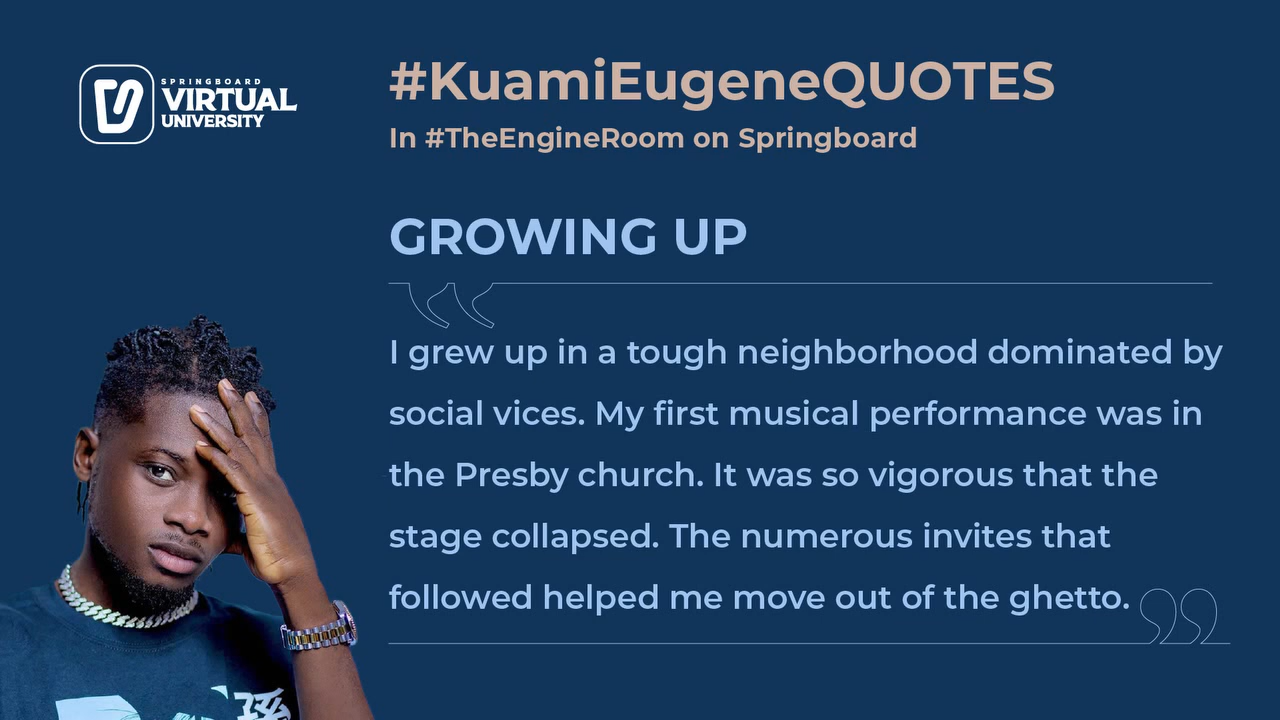 SPRINGBOARD
VIRTUAL
UNIVERSITY
#KuamiEugeneQUOTES
In #TheEngineRoom on Springboard
GROWING UP
I grew up in a tough neighborhood dominated by
social vices. My first musical performance was in
the Presby church. It was so vigorous that the
stage collapsed. The numerous invites that
followed helped me move out of the ghetto.